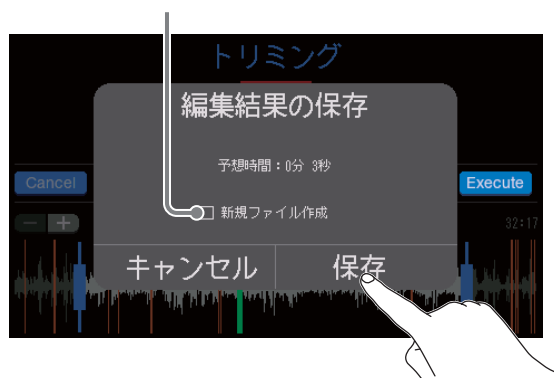 トリミング
編集結果の保存
予想時間：0分 3秒
Cancel
Execute
新規ファイル作成
− +
32:17
キャンセル
保存